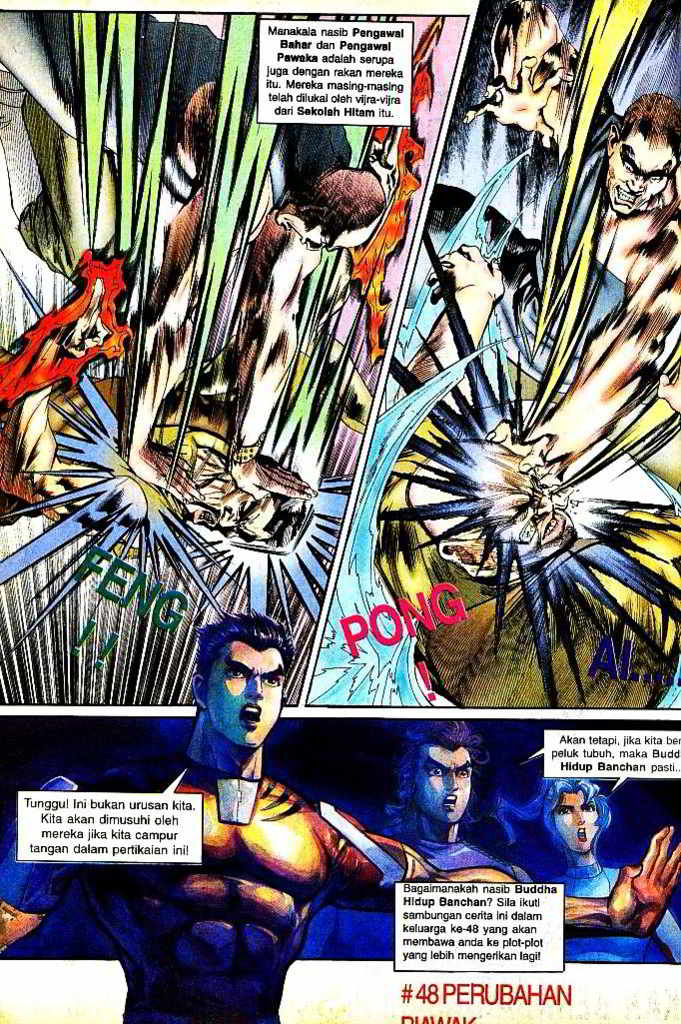 Manakala nasib Pengawal
Bahar dan Pengawal
Pawaka adalah serupa
juga dengan rakan mereka
itu. Mereka masing-masing
telah dilukai oleh vijra-vijra
dari Sekolah Hitam itu.
FENG
!!
PONG
!
AI.....
Tunggu! Ini bukan urusan kita.
Kita akan dimusuhi oleh
mereka jika kita campur
tangan dalam pertikaian ini!
Akan tetapi, jika kita ber
peluk tubuh, maka Budd
Hidup Banchan pasti..
Bagaimanakah nasib Buddha
Hidup Banchan? Sila ikuti
sambungan cerita ini dalam
keluarga ke-48 yang akan
membawa anda ke plot-plot
yang lebih mengerikan lagi!
#48 PERUBAHAN